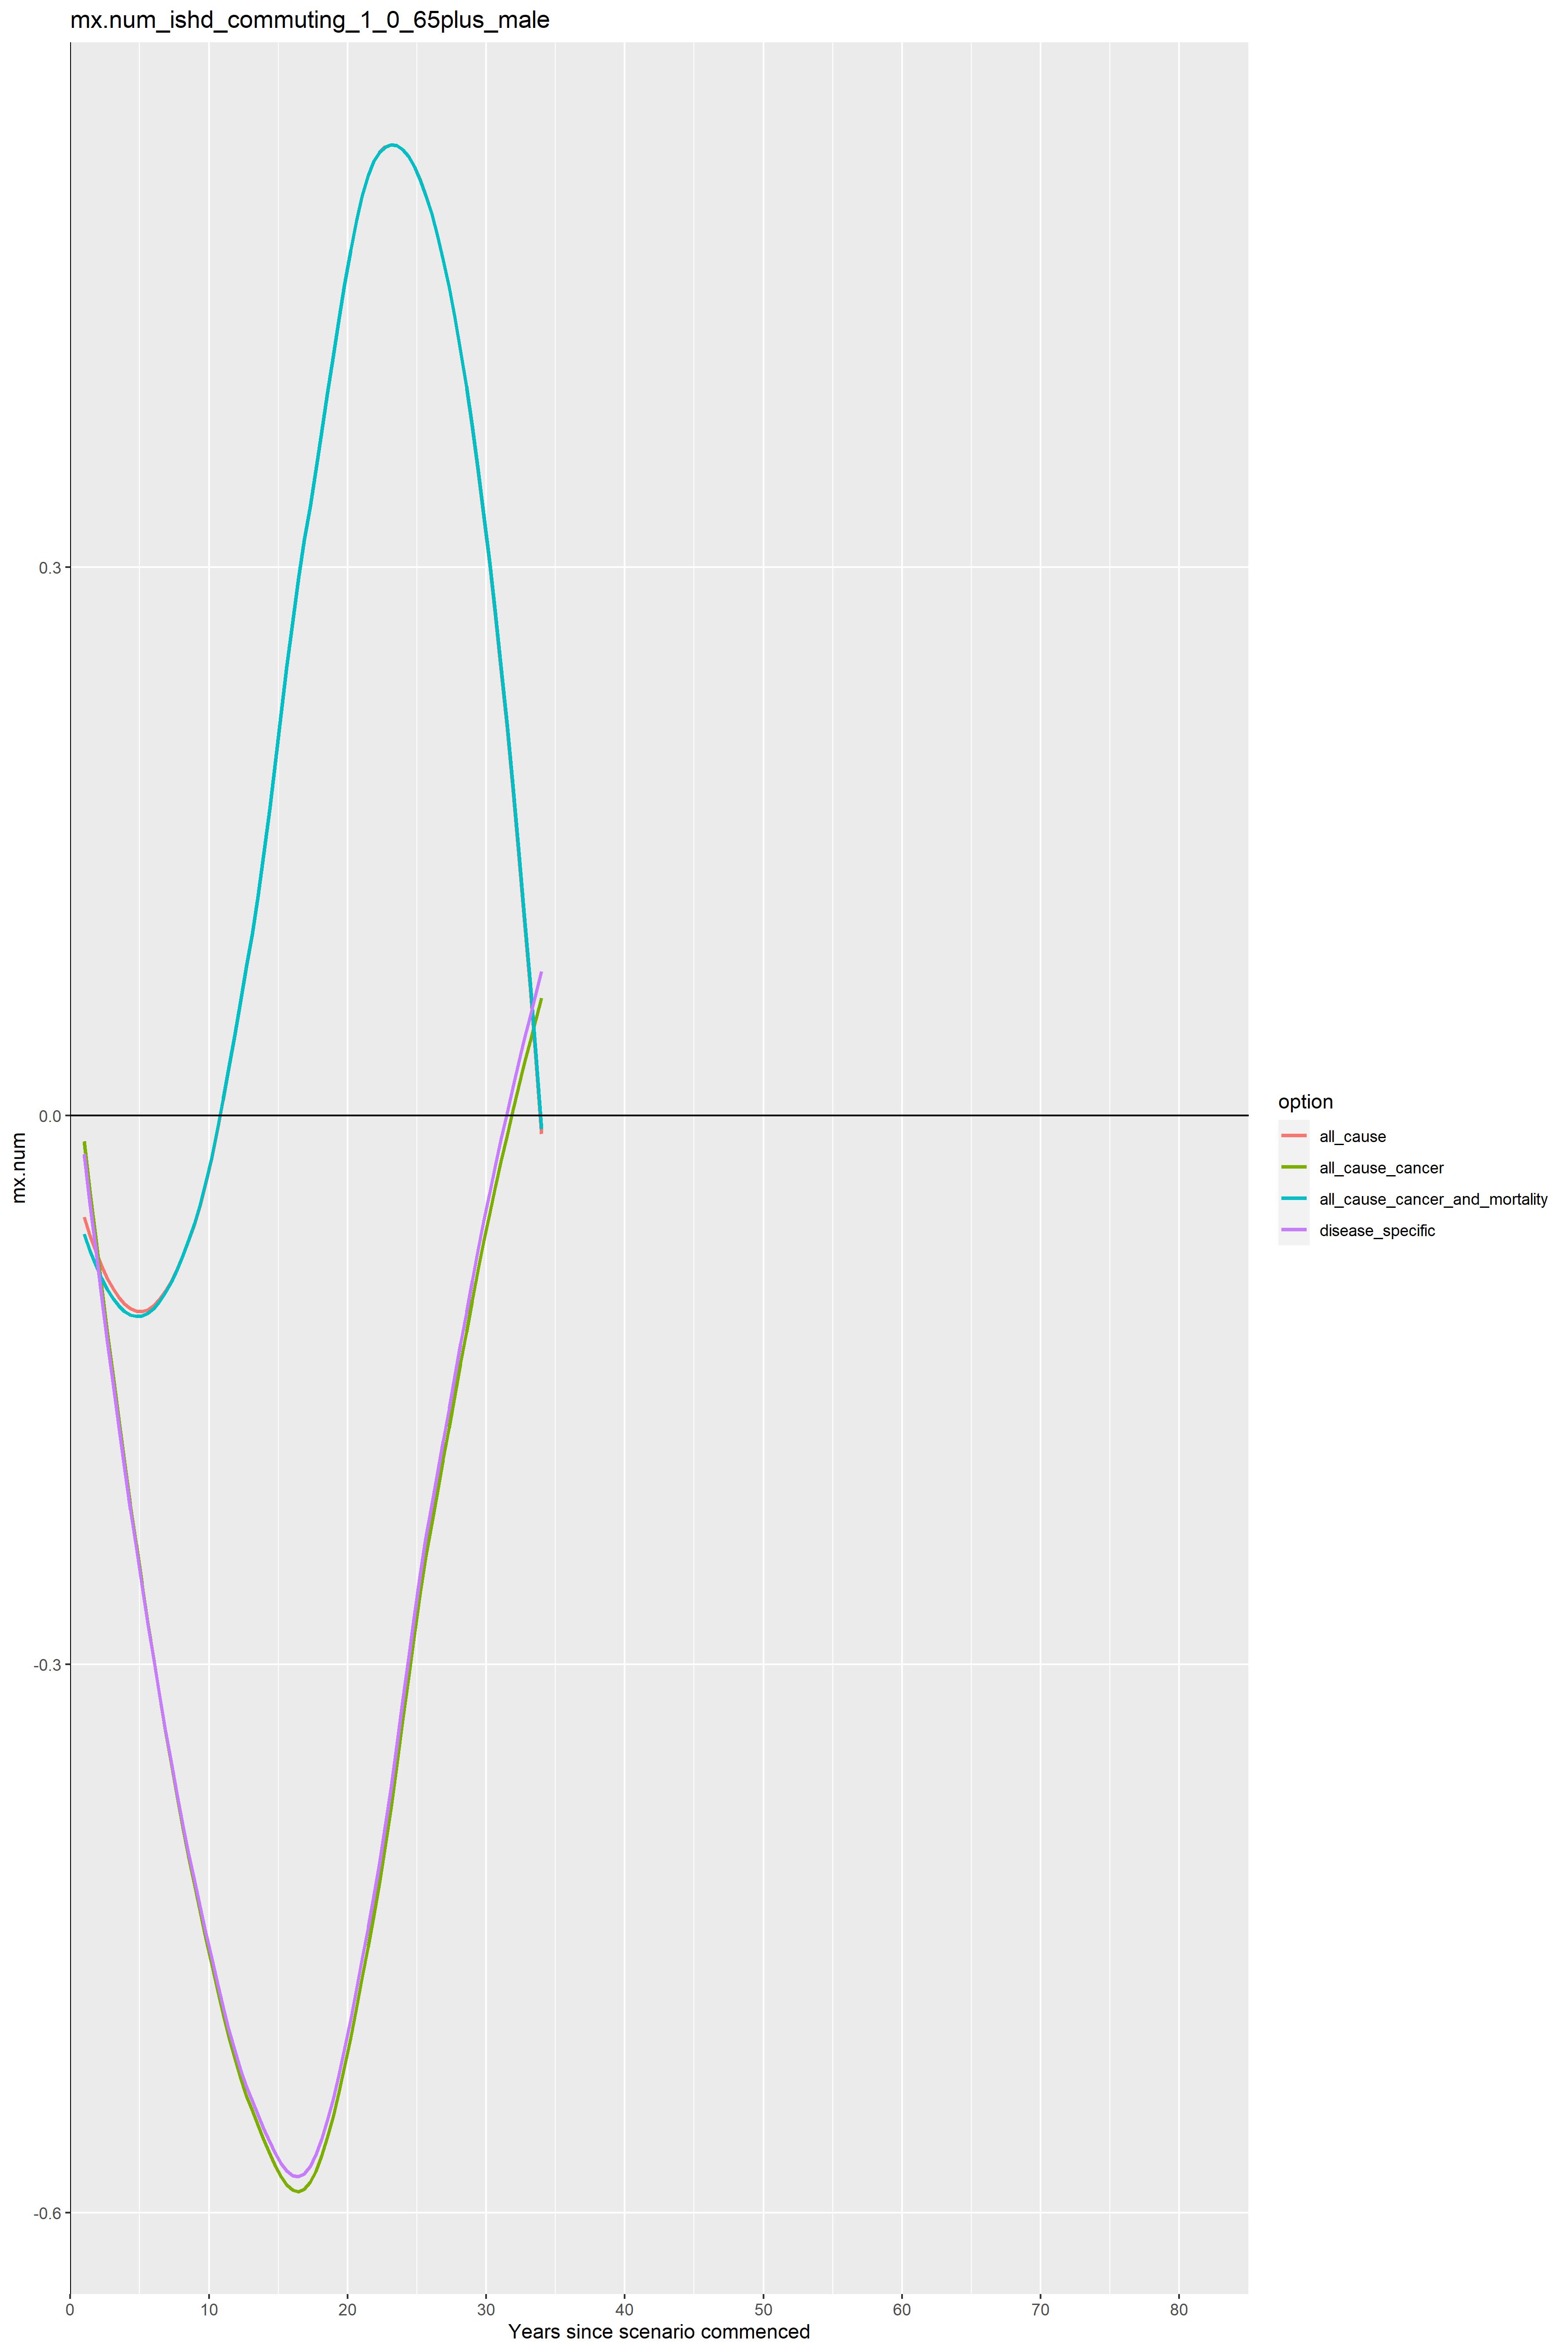 mx.num_ishd_commuting_1_0_65plus_male
mx.num
0.3
0.0
-0.3
-0.6
0 10 20 30 40 50 60 70 80
Years since scenario commenced
option
all_cause
all_cause_cancer
all_cause_cancer_and_mortality
disease_specific